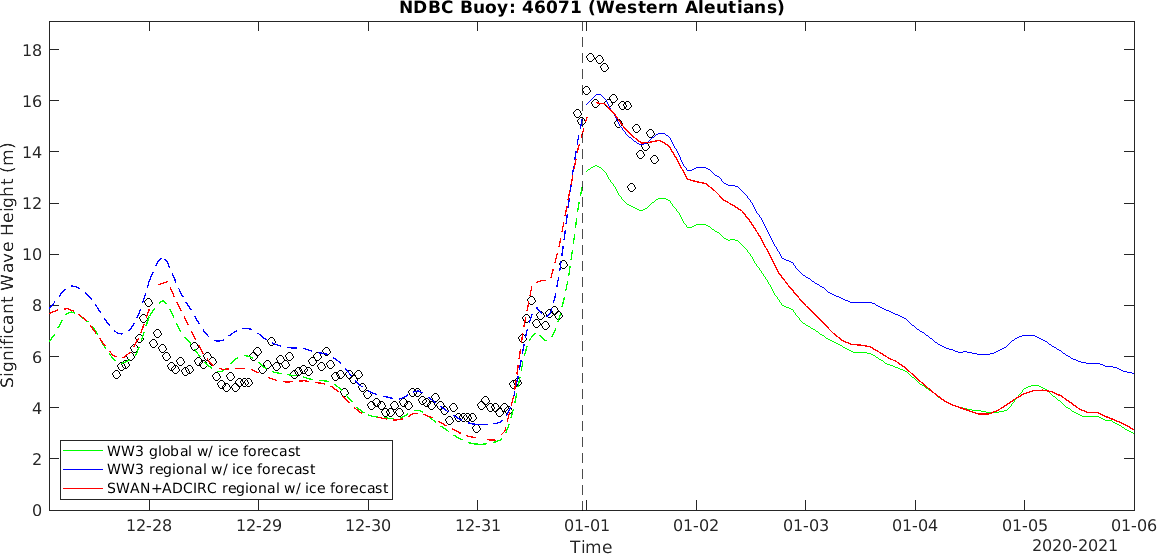 NDBC Buoy: 46071 (Western Aleutians)
Significant Wave Height (m)
18
16
14
12
10
8
6
4
2
0
WW3 global w/ ice forecast
WW3 regional w/ ice forecast
SWAN+ADCIRC regional w/ ice forecast
12-28 12-29 12-30 12-31 01-01 01-02 01-03 01-04 01-05 01-06
Time
2020-2021